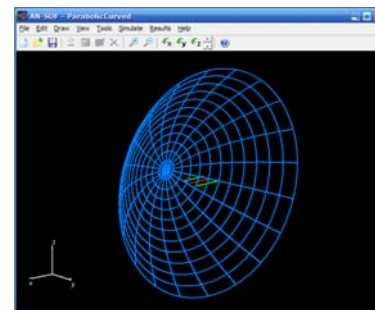 AN-SOF - ParabolicCurved
File Edit Draw View Tools Simulate Results Help
x y z
z
x y